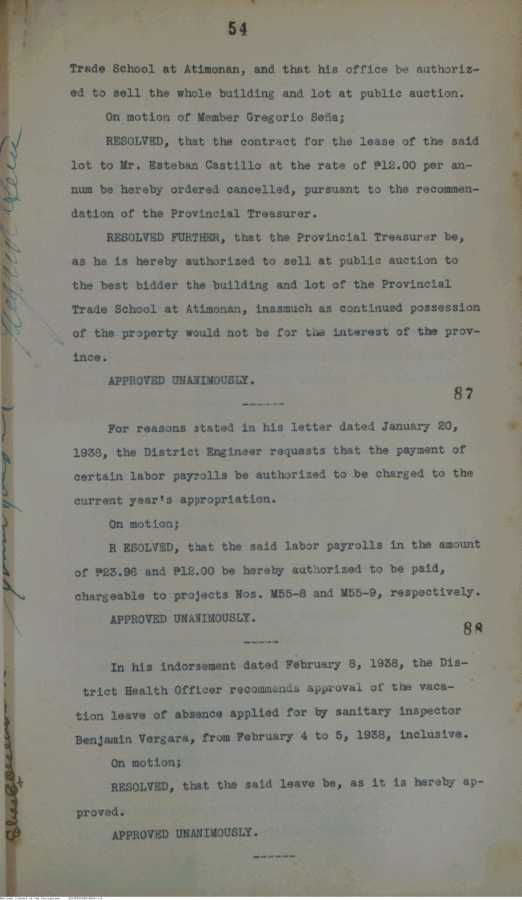 54
Trade School at Atimonan, and that his office be authoriz-
ed to sell the whole building and lot at public auction.
On motion of Member Gregorio Seña;
RESOLVED, that the contract for the lease of the said
lot to Mr. Esteban Castillo at the rate of ₱12.00 per an-
num be hereby ordered cancelled, pursuant to the recommen-
dation of the Provincial Treasurer.
RESOLVED FURTHER, that the Provincial Treasurer be,
as he is hereby authorized to sell at public auction to
the best bidder the building and lot of the Provincial
Trade School at Atimonan, inasmuch as continued possession
of the property would not be for the interest of the prov-
ince.
APPROVED UNANIMOUSLY.
87
For reasons stated in his letter dated January 20,
1938, the District Engineer requests that the payment of
certain labor payrolls be authorized to be charged to the
current year's appropriation.
On motion;
R ESOLVED, that the said labor payrolls in the amount
of ₱23.96 and ₱12.00 be hereby authorized to be paid,
chargeable to projects Nos. M55-8 and M55-9, respectively.
APPROVED UNANIMOUSLY.
88
In his indorsement dated February 8, 1938, the Dis-
trict Health Officer recommends approval of the vaca-
tion leave of absence applied for by sanitary inspector
Benjamin Vergara, from February 4 to 5, 1938, inclusive.
On motion;
RESOLVED, that the said leave be, as it is hereby ap-
proved.
APPROVED UNANIMOUSLY.